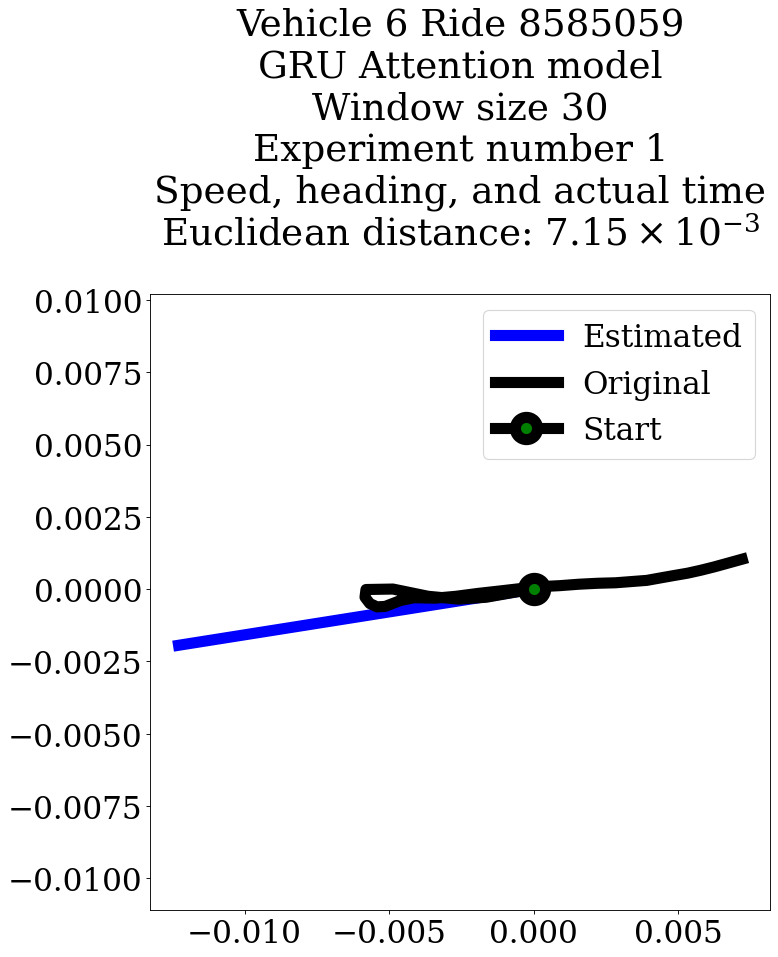 Vehicle 6 Ride 8585059
GRU Attention model
Window size 30
Experiment number 1
Speed, heading, and actual time
Euclidean distance: 7.15 × 10⁻³
0.0100
0.0075
0.0050
0.0025
0.0000
−0.0025
−0.0050
−0.0075
−0.0100
Estimated
Original
Start
−0.010 −0.005 0.000 0.005